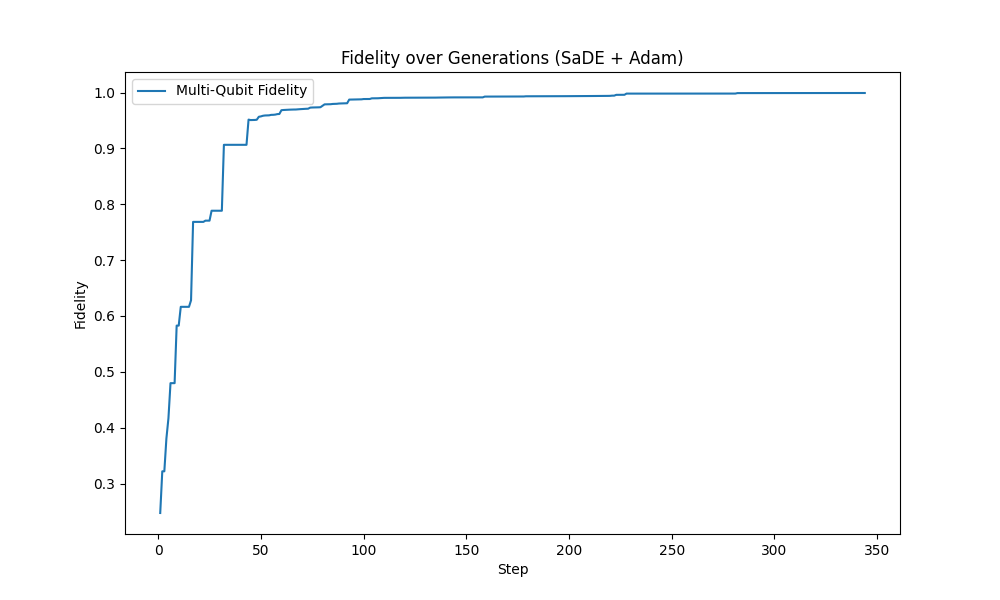 Fidelity over Generations (SaDE + Adam)
Multi-Qubit Fidelity
1.0
0.9
0.8
0.7
0.6
0.5
0.4
0.3
Fidelity
0 50 100 150 200 250 300 350
Step